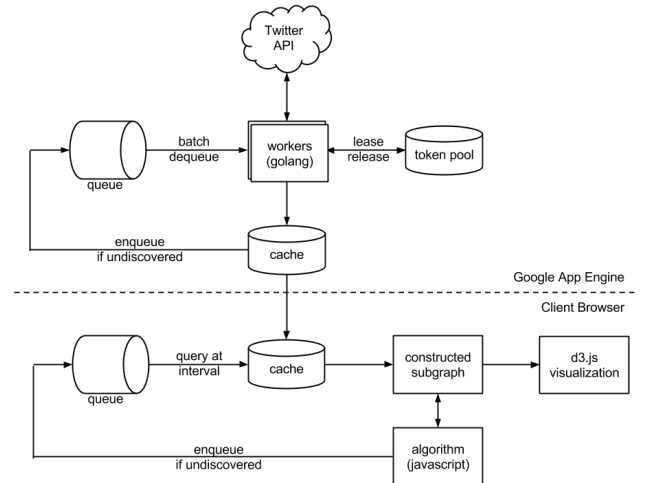 Twitter
API
batch
dequeue
workers
(golang)
lease
release
token pool
queue
enqueue
if undiscovered
cache
Google App Engine
Client Browser
query at
interval
cache
constructed
subgraph
d3.js
visualization
queue
enqueue
if undiscovered
algorithm
(javascript)